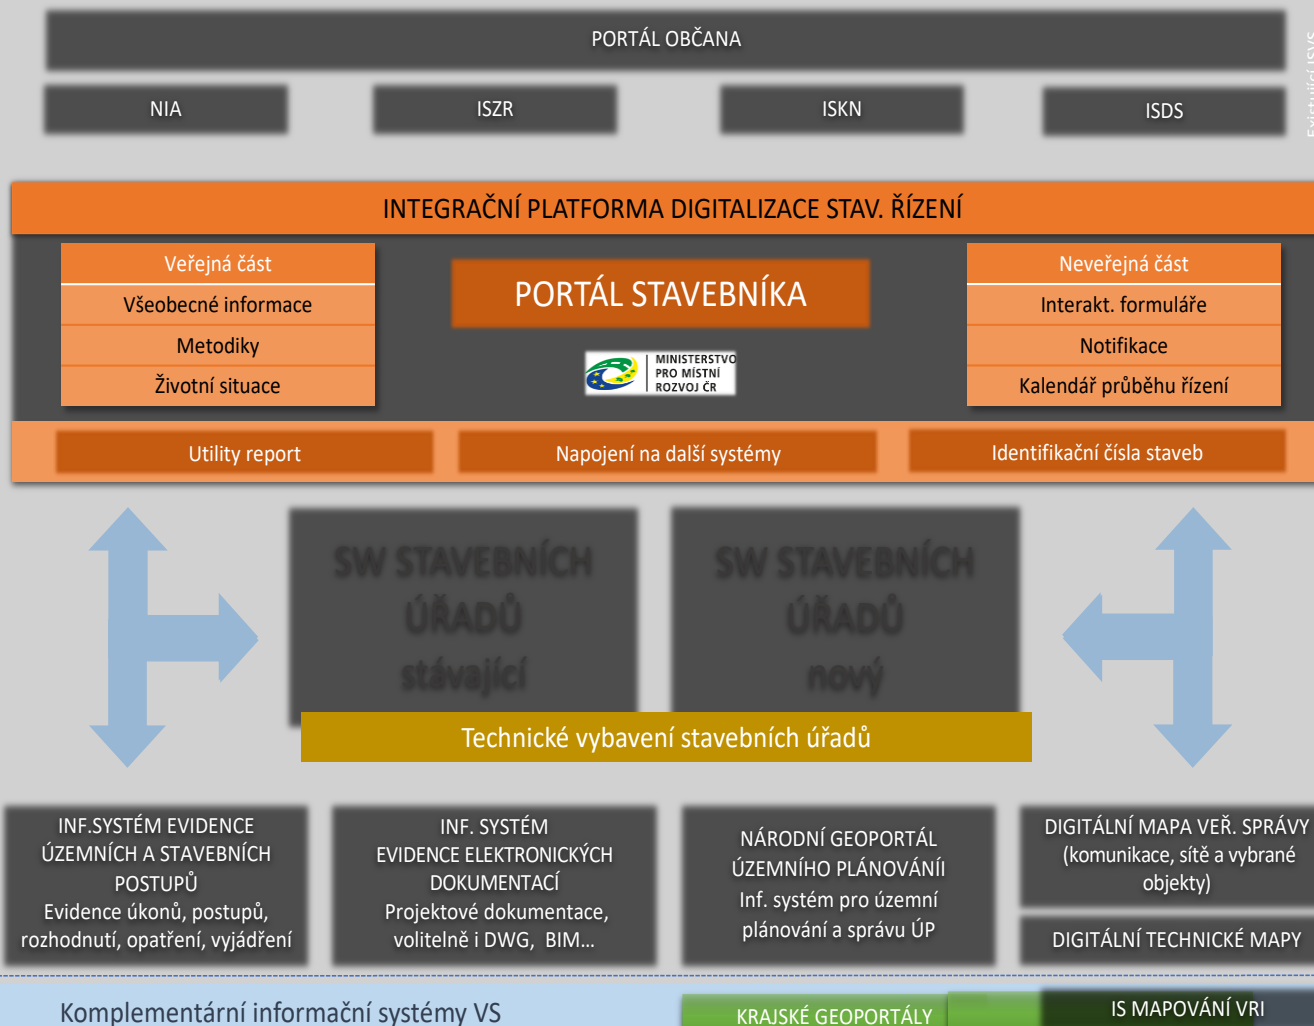 PORTÁL OBČANA
Existující ISVS
NIA
ISZR
ISKN
ISDS
INTEGRAČNÍ PLATFORMA DIGITALIZACE STAV. ŘÍZENÍ
Veřejná část
Všeobecné informace
Metodiky
Životní situace
PORTÁL STAVEBNÍKA
MINISTERSTVO
PRO MÍSTNÍ
ROZVOJ ČR
Neveřejná část
Interakt. formuláře
Notifikace
Kalendář průběhu řízení
Utility report
Napojení na další systémy
Identifikační čísla staveb
SW STAVEBNÍCH
ÚŘADŮ
stávající
SW STAVEBNÍCH
ÚŘADŮ
nový
Technické vybavení stavebních úřadů
INF.SYSTÉM EVIDENCE
ÚZEMNÍCH A STAVEBNÍCH
POSTUPŮ
Evidence úkonů, postupů,
rozhodnutí, opatření, vyjádření
INF. SYSTÉM
EVIDENCE ELEKTRONICKÝCH
DOKUMENTACÍ
Projektové dokumentace,
volitelně i DWG, BIM...
NÁRODNÍ GEOPORTÁL
ÚZEMNÍHO PLÁNOVÁNÍI
Inf. systém pro územní
plánování a správu ÚP
DIGITÁLNÍ MAPA VEŘ. SPRÁVY
(komunikace, sítě a vybrané
objekty)
DIGITÁLNÍ TECHNICKÉ MAPY
Komplementární informační systémy VS
KRAJSKÉ GEOPORTÁLY
IS MAPOVÁNÍ VRI